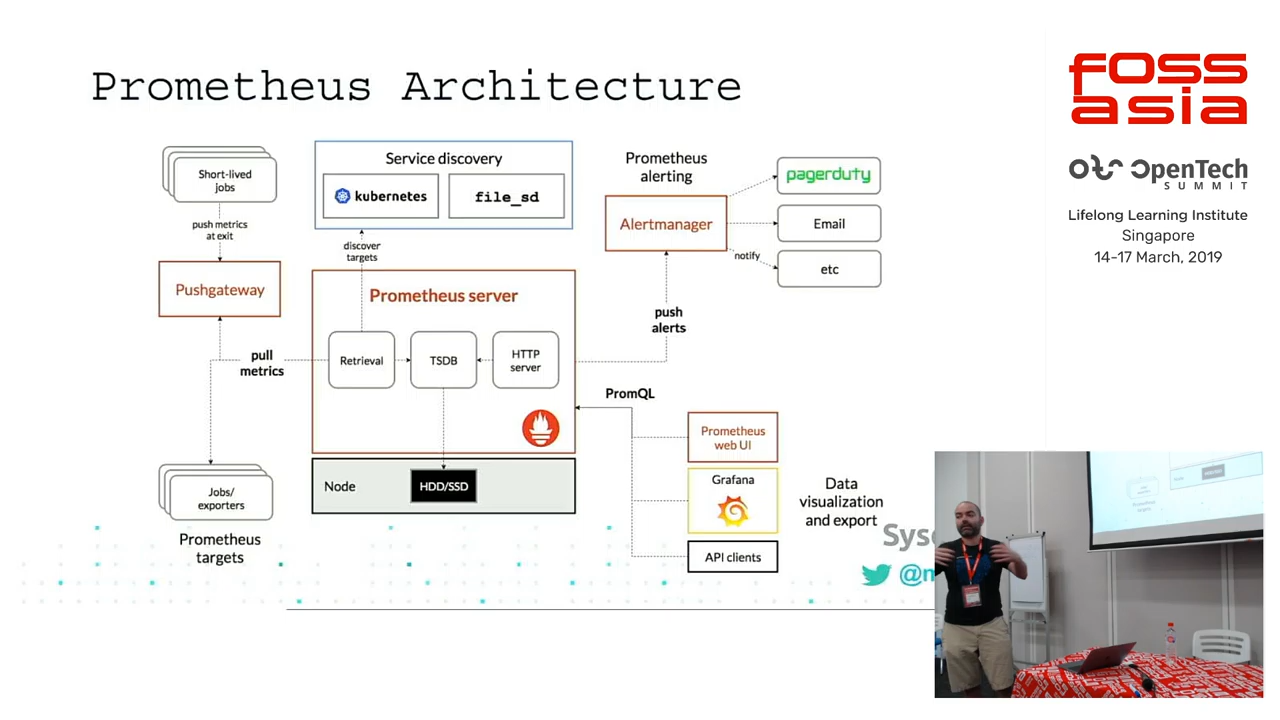 Prometheus Architecture
Short-lived
jobs
push metrics
at exit
Pushgateway
pull
metrics
Jobs/
exporters
Prometheus
targets
Service discovery
kubernetes
file_sd
discover
targets
Prometheus server
Retrieval
TSDB
HTTP
server
Node
HDD/SSD
Prometheus
alerting
Alertmanager
pagerduty
Email
notify
etc
push
alerts
PromQL
Prometheus
web UI
Grafana
API clients
Data
visualization
and export
FOSS
asia
OpenTech
SUMMIT
Lifelong Learning Institute
Singapore
14-17 March, 2019